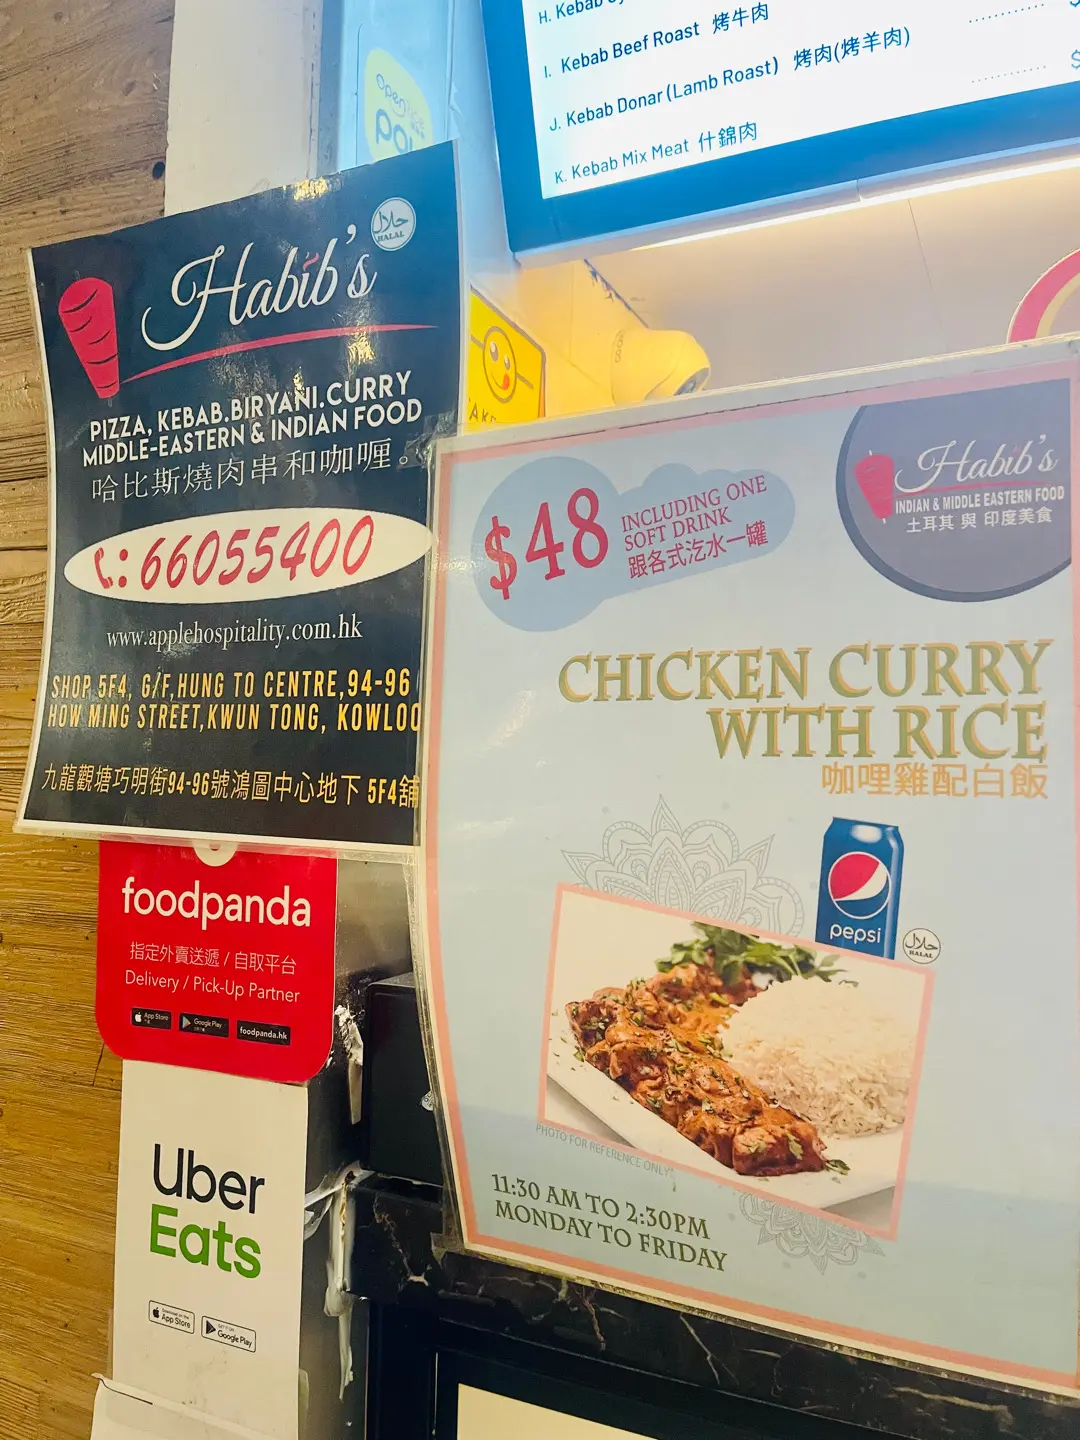 H. Kebab
I. Kebab Beef Roast 烤牛肉
J. Kebab Donar (Lamb Roast) 烤肉(烤羊肉)
K. Kebab Mix Meat 什錦肉
$
OpenRice
pay
حلال
HALAL
Habib's
PIZZA, KEBAB.BIRYANI.CURRY
MIDDLE-EASTERN & INDIAN FOOD
哈比斯燒肉串和咖喱。
:66055400
www.applehospitality.com.hk
SHOP 5F4, G/F,HUNG TO CENTRE,94-96
HOW MING STREET,KWUN TONG, KOWLOO
九龍觀塘巧明街94-96號鴻圖中心地下 5F4舖
foodpanda
指定外賣送遞 / 自取平台
Delivery / Pick-Up Partner
App Store
Google Play
foodpanda.hk
Uber
Eats
App Store
Google Play
$48
INCLUDING ONE
SOFT DRINK
跟各式汔水一罐
Habib's
INDIAN & MIDDLE EASTERN FOOD
土耳其 與 印度美食
CHICKEN CURRY
WITH RICE
咖哩雞配白飯
pepsi
حلال
HALAL
PHOTO FOR REFERENCE ONLY*
11:30 AM TO 2:30PM
MONDAY TO FRIDAY